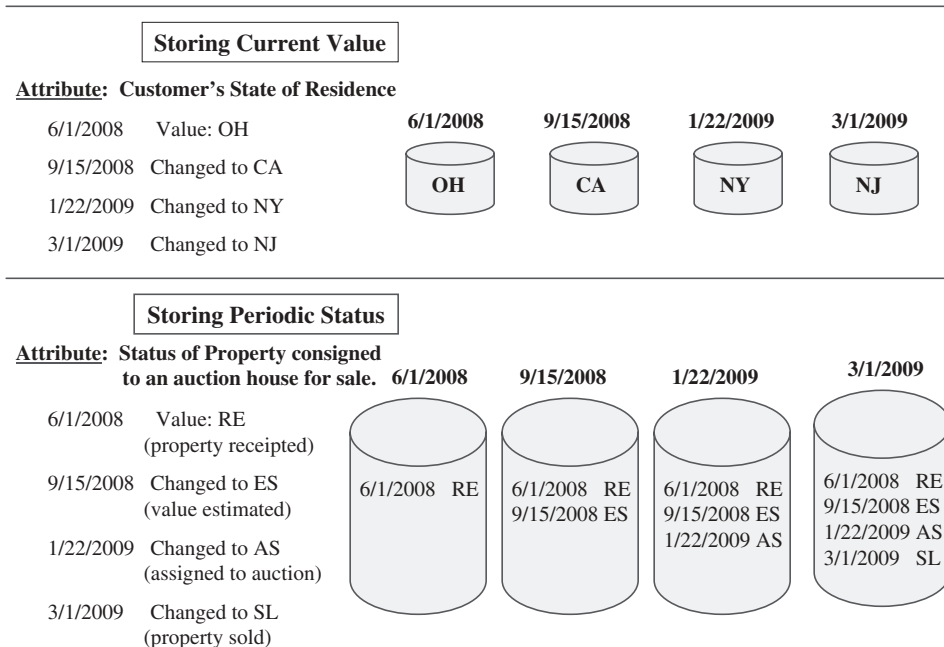 Storing Current Value
Attribute: Customer's State of Residence
6/1/2008 Value: OH
9/15/2008 Changed to CA
1/22/2009 Changed to NY
3/1/2009 Changed to NJ
6/1/2008 9/15/2008 1/22/2009 3/1/2009
OH CA NY NJ
Storing Periodic Status
Attribute: Status of Property consigned
to an auction house for sale.
6/1/2008 Value: RE
(property receipted)
9/15/2008 Changed to ES
(value estimated)
1/22/2009 Changed to AS
(assigned to auction)
3/1/2009 Changed to SL
(property sold)
6/1/2008
6/1/2008 RE
9/15/2008
6/1/2008 RE
9/15/2008 ES
1/22/2009
6/1/2008 RE
9/15/2008 ES
1/22/2009 AS
3/1/2009
6/1/2008 RE
9/15/2008 ES
1/22/2009 AS
3/1/2009 SL